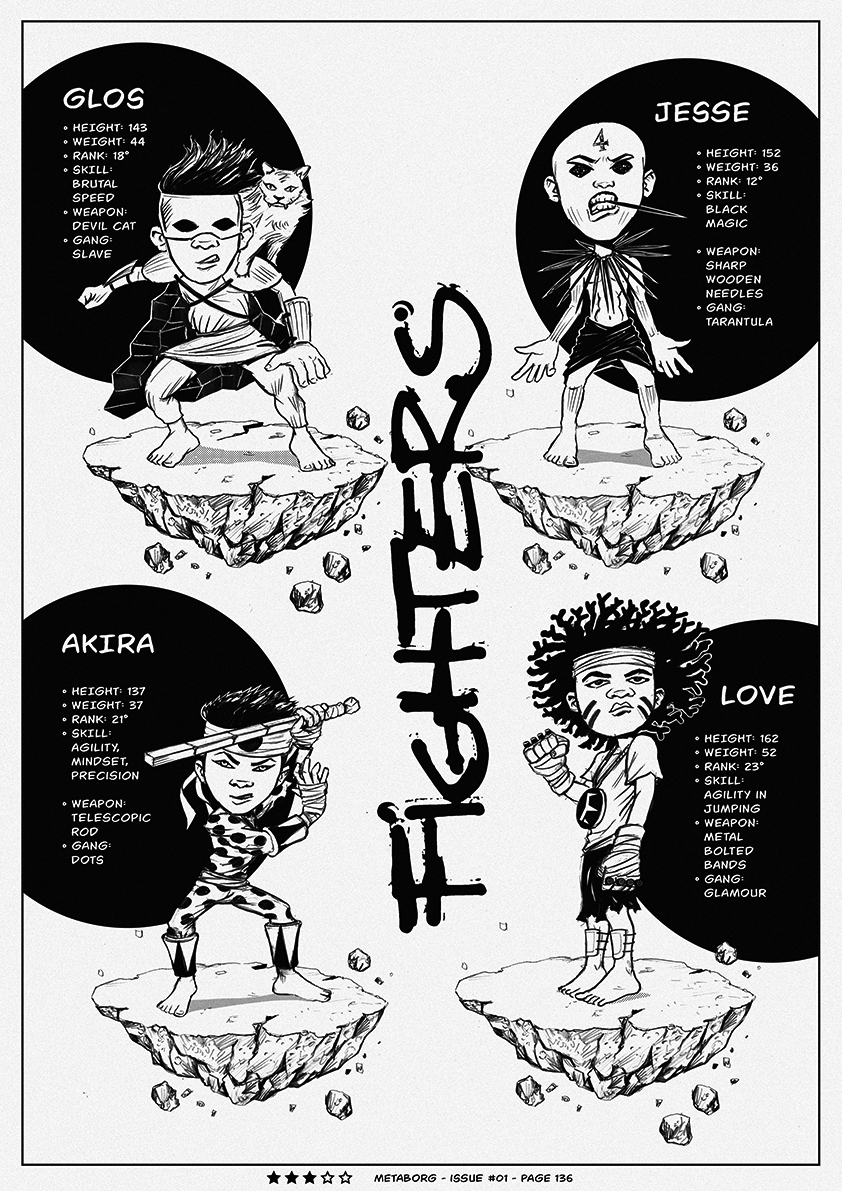 GLOS
° HEIGHT: 143
° WEIGHT: 44
° RANK: 18°
° SKILL:
BRUTAL
SPEED
° WEAPON:
DEVIL CAT
° GANG:
SLAVE
JESSE
° HEIGHT: 152
° WEIGHT: 36
° RANK: 12°
° SKILL:
BLACK
MAGIC
° WEAPON:
SHARP
WOODEN
NEEDLES
° GANG:
TARANTULA
4
FIGHTERS
AKIRA
° HEIGHT: 137
° WEIGHT: 37
° RANK: 21°
° SKILL:
AGILITY,
MINDSET,
PRECISION
° WEAPON:
TELESCOPIC
ROD
° GANG:
DOTS
LOVE
° HEIGHT: 162
° WEIGHT: 52
° RANK: 23°
° SKILL:
AGILITY IN
JUMPING
° WEAPON:
METAL
BOLTED
BANDS
° GANG:
GLAMOUR
★★★☆☆ METABORG - ISSUE #01 - PAGE 136